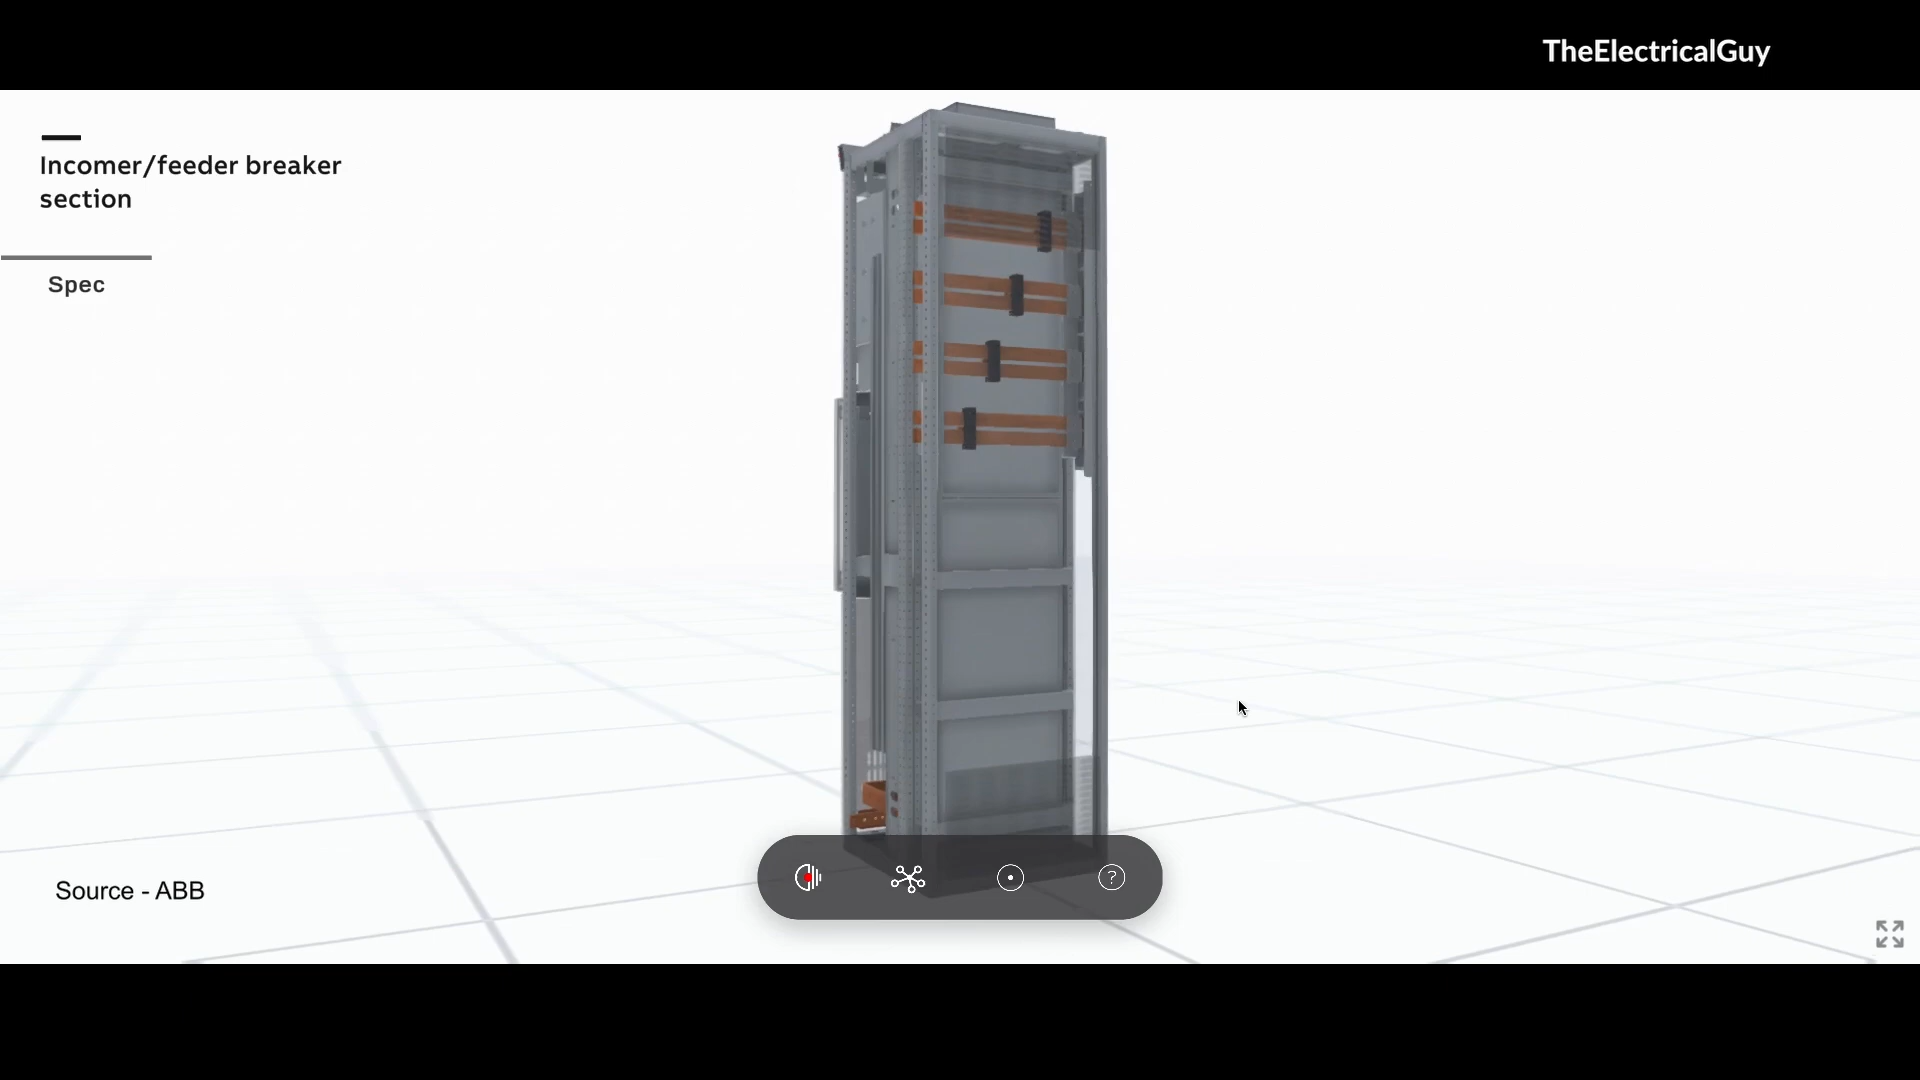 TheElectricalGuy
Incomer/feeder breaker
section
Spec
Source - ABB
?